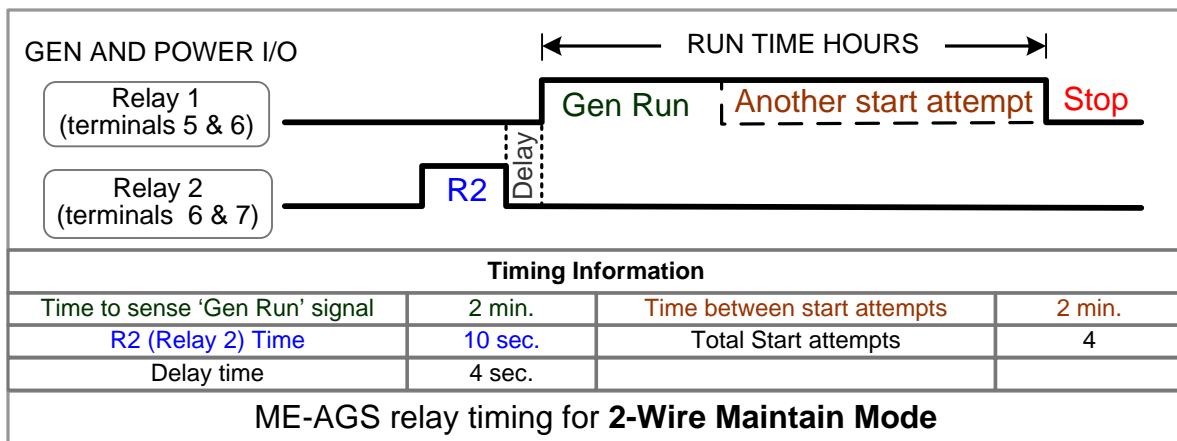 GEN AND POWER I/O
RUN TIME HOURS
Relay 1
(terminals 5 & 6)
Gen Run
Another start attempt
Stop
Delay
Relay 2
(terminals 6 & 7)
R2
Timing Information
Time to sense ‘Gen Run’ signal 2 min. Time between start attempts 2 min.
R2 (Relay 2) Time 10 sec. Total Start attempts 4
Delay time 4 sec.
ME-AGS relay timing for 2-Wire Maintain Mode